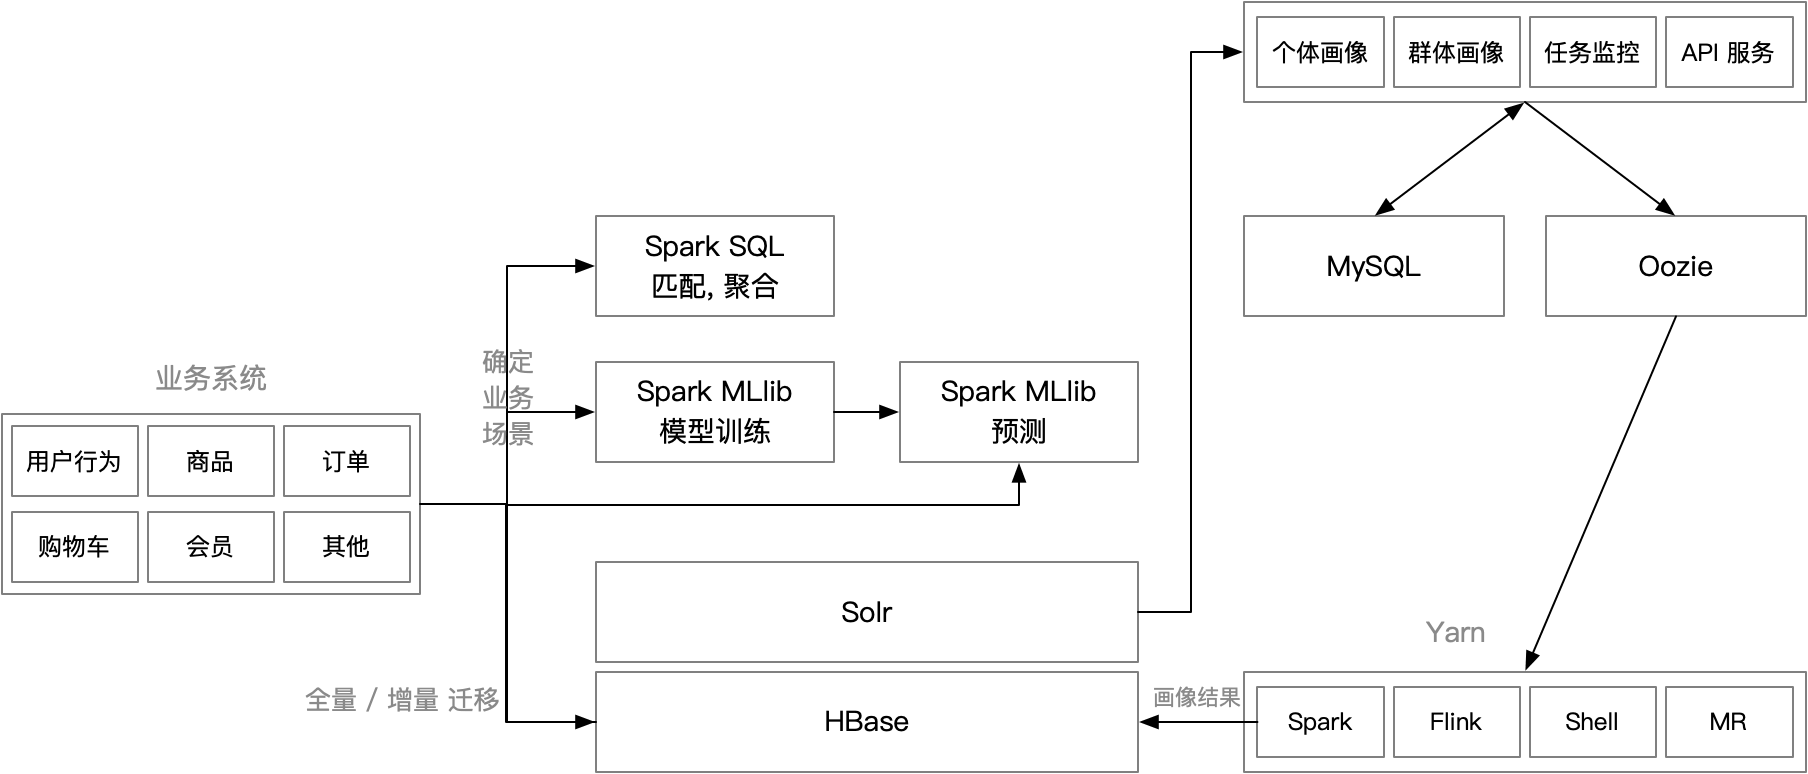 个体画像
群体画像
任务监控
API 服务
Spark SQL
匹配, 聚合
MySQL
Oozie
确定
业务
场景
Spark MLlib
模型训练
Spark MLlib
预测
业务系统
用户行为
商品
订单
购物车
会员
其他
Solr
Yarn
全量 / 增量 迁移
HBase
画像结果
Spark
Flink
Shell
MR